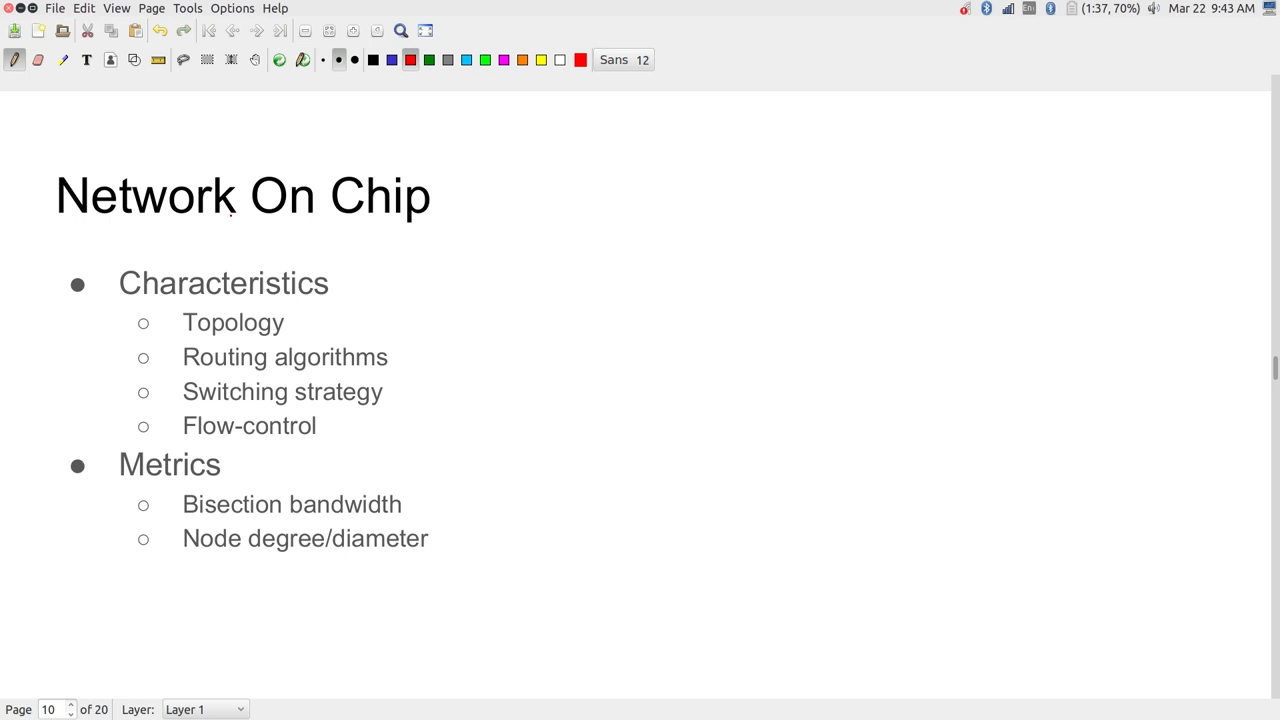 File Edit View Page Tools Options Help
En (1:37, 70%) Mar 22 9:43 AM
T Sans 12
Network On Chip
● Characteristics
○ Topology
○ Routing algorithms
○ Switching strategy
○ Flow-control
● Metrics
○ Bisection bandwidth
○ Node degree/diameter
Page 10 of 20 Layer: Layer 1